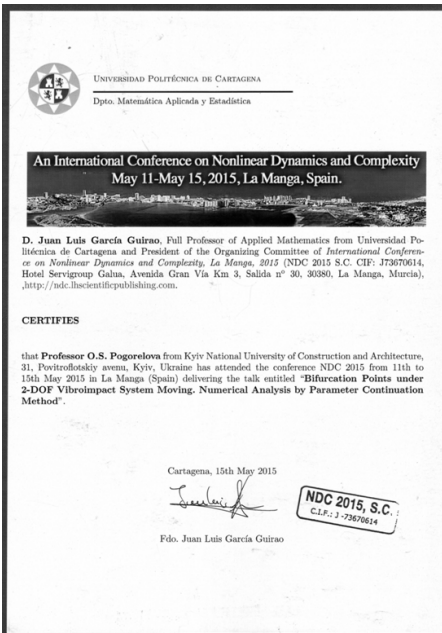 UNIVERSIDAD POLITÉCNICA DE CARTAGENA
Dpto. Matemática Aplicada y Estadística
An International Conference on Nonlinear Dynamics and Complexity
May 11-May 15, 2015, La Manga, Spain.
D. Juan Luis García Guirao, Full Professor of Applied Mathematics from Universidad Po-
litécnica de Cartagena and President of the Organizing Committee of International Conferen-
ce on Nonlinear Dynamics and Complexity, La Manga, 2015 (NDC 2015 S.C. CIF: J73670614,
Hotel Servigroup Galua, Avenida Gran Vía Km 3, Salida nº 30, 30380, La Manga, Murcia),
,http://ndc.lhscientificpublishing.com.
CERTIFIES
that Professor O.S. Pogorelova from Kyiv National University of Construction and Architecture,
31, Povitroflotskiy avenu, Kyiv, Ukraine has attended the conference NDC 2015 from 11th to
15th May 2015 in La Manga (Spain) delivering the talk entitled “Bifurcation Points under
2-DOF Vibroimpact System Moving. Numerical Analysis by Parameter Continuation
Method”.
Cartagena, 15th May 2015
NDC 2015, S.C.
C.I.F.: J -73670614
Fdo. Juan Luis García Guirao